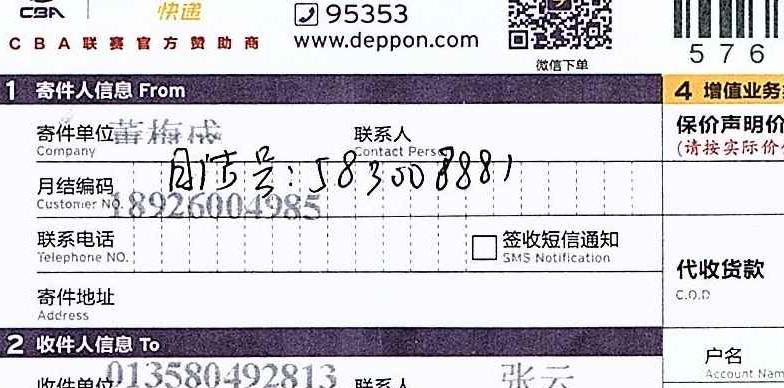 CBA 快递 95353
CBA联赛官方赞助商 www.deppon.com
微信下单
576
1 寄件人信息 From
4 增值业务
寄件单位 董梅成 联系人
Company Contact Person
保价声明价
(请按实际价
月结编码 月结号:583008881
Customer NO. 18926004985
联系电话 签收短信通知
Telephone NO. SMS Notification
代收货款
C.O.D
寄件地址
Address
2 收件人信息 To
户名
Account Nam
收件单位 013580492813 联系人 张云